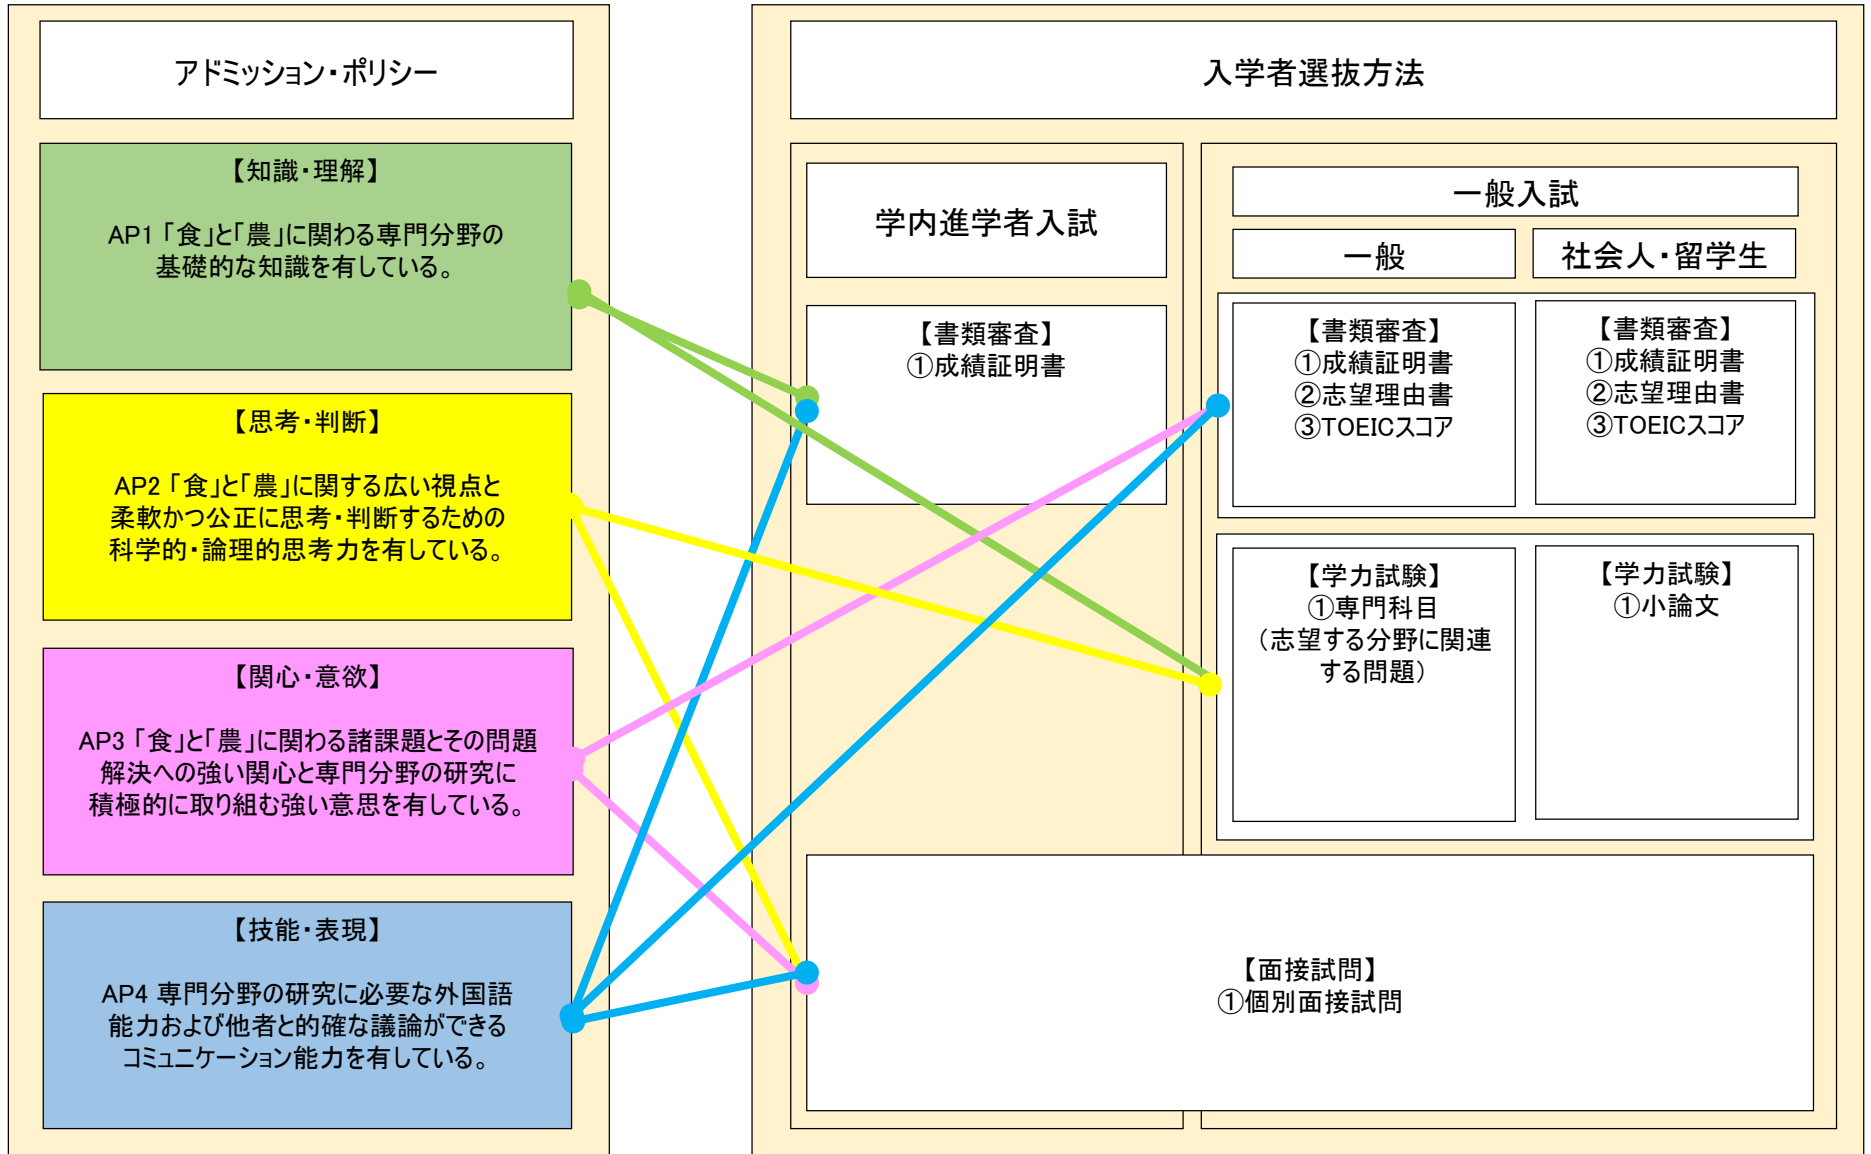 アドミッション・ポリシー
【知識・理解】
AP1 「食」と「農」に関わる専門分野の
基礎的な知識を有している。
【思考・判断】
AP2 「食」と「農」に関する広い視点と
柔軟かつ公正に思考・判断するための
科学的・論理的思考力を有している。
【関心・意欲】
AP3 「食」と「農」に関わる諸課題とその問題
解決への強い関心と専門分野の研究に
積極的に取り組む強い意思を有している。
【技能・表現】
AP4 専門分野の研究に必要な外国語
能力および他者と的確な議論ができる
コミュニケーション能力を有している。
入学者選抜方法
学内進学者入試
【書類審査】
①成績証明書
一般入試
一般
社会人・留学生
【書類審査】
①成績証明書
②志望理由書
③TOEICスコア
【書類審査】
①成績証明書
②志望理由書
③TOEICスコア
【学力試験】
①専門科目
（志望する分野に関連
する問題）
【学力試験】
①小論文
【面接試問】
①個別面接試問